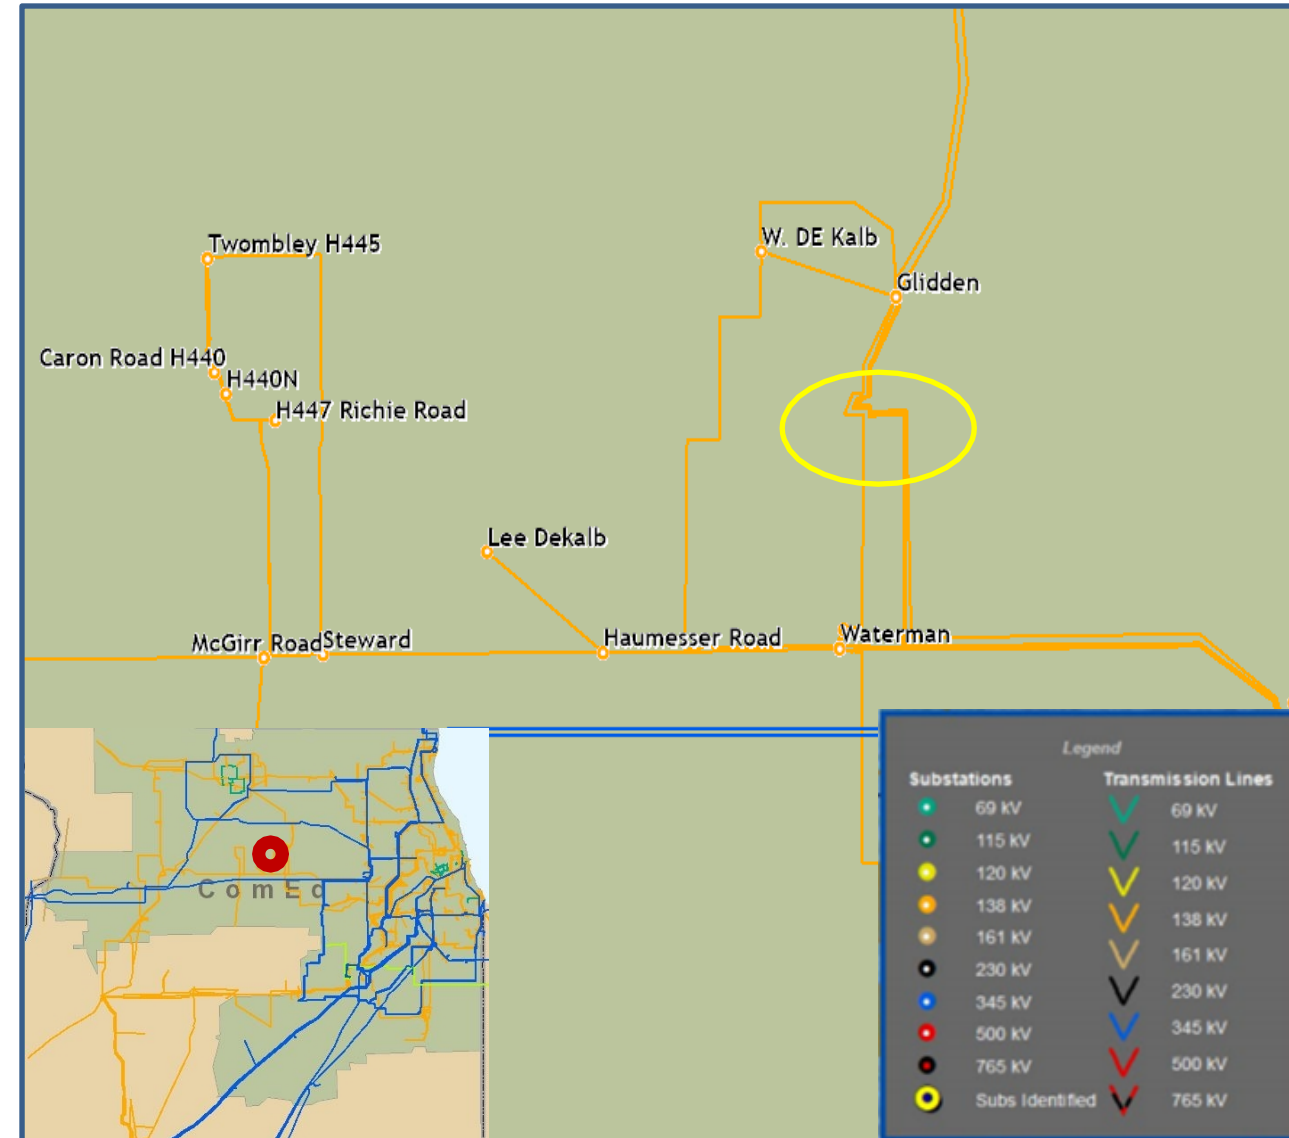 W. DE Kalb
Twombley H445
Glidden
Caron Road H440
H440N
H447 Richie Road
Lee Dekalb
McGirr Road
Steward
Haumesser Road
Waterman
ComEd
Legend
Substations
69 kV
115 kV
120 kV
138 kV
161 kV
230 kV
345 kV
500 kV
765 kV
Subs Identified
Transmission Lines
69 kV
115 kV
120 kV
138 kV
161 kV
230 kV
345 kV
500 kV
765 kV